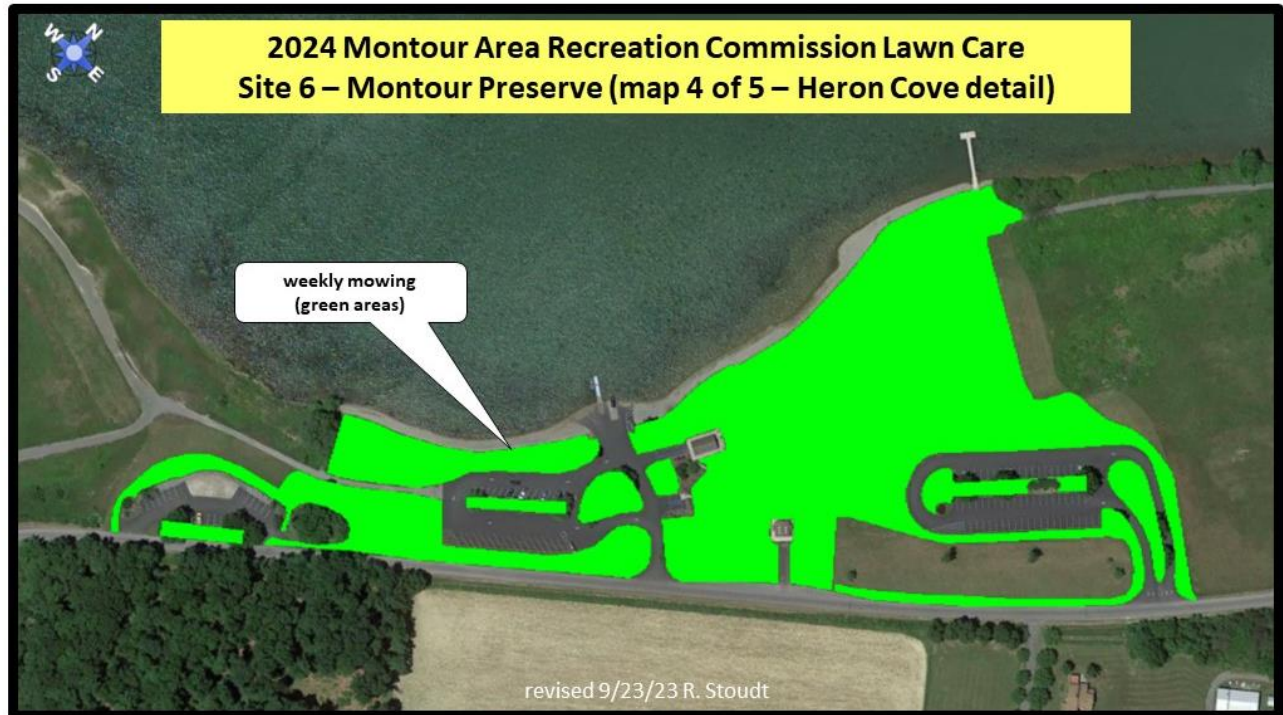 W N
S E
2024 Montour Area Recreation Commission Lawn Care
Site 6 – Montour Preserve (map 4 of 5 – Heron Cove detail)
weekly mowing
(green areas)
revised 9/23/23 R. Stoudt